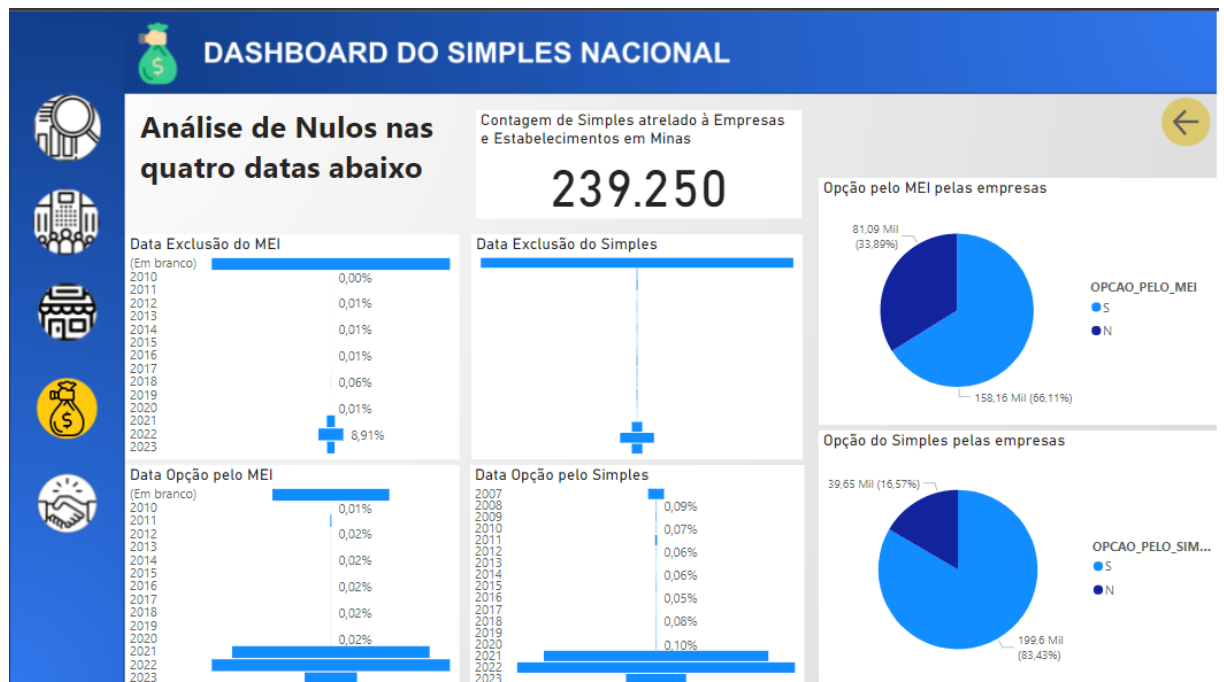 DASHBOARD DO SIMPLES NACIONAL
Análise de Nulos nas
quatro datas abaixo
Contagem de Simples atrelado à Empresas
e Estabelecimentos em Minas
239.250
Data Exclusão do MEI
(Em branco)
2010
0,00%
2011
2012
0,01%
2013
2014
0,01%
2015
2016
0,01%
2017
2018
0,06%
2019
2020
0,01%
2021
2022
8,91%
2023
Data Exclusão do Simples
Opção pelo MEI pelas empresas
81,09 Mil
(33,89%)
158,16 Mil (66,11%)
OPCAO_PELO_MEI
S
N
Data Opção pelo MEI
(Em branco)
2010
0,01%
2011
2012
0,02%
2013
2014
0,02%
2015
2016
0,02%
2017
2018
0,02%
2019
2020
0,02%
2021
2022
2023
Data Opção pelo Simples
2007
2008
0,09%
2009
2010
0,07%
2011
2012
0,06%
2013
2014
0,06%
2015
2016
0,05%
2017
2018
0,08%
2019
2020
0,10%
2021
2022
2023
Opção do Simples pelas empresas
39,65 Mil (16,57%)
199,6 Mil
(83,43%)
OPCAO_PELO_SIM...
S
N